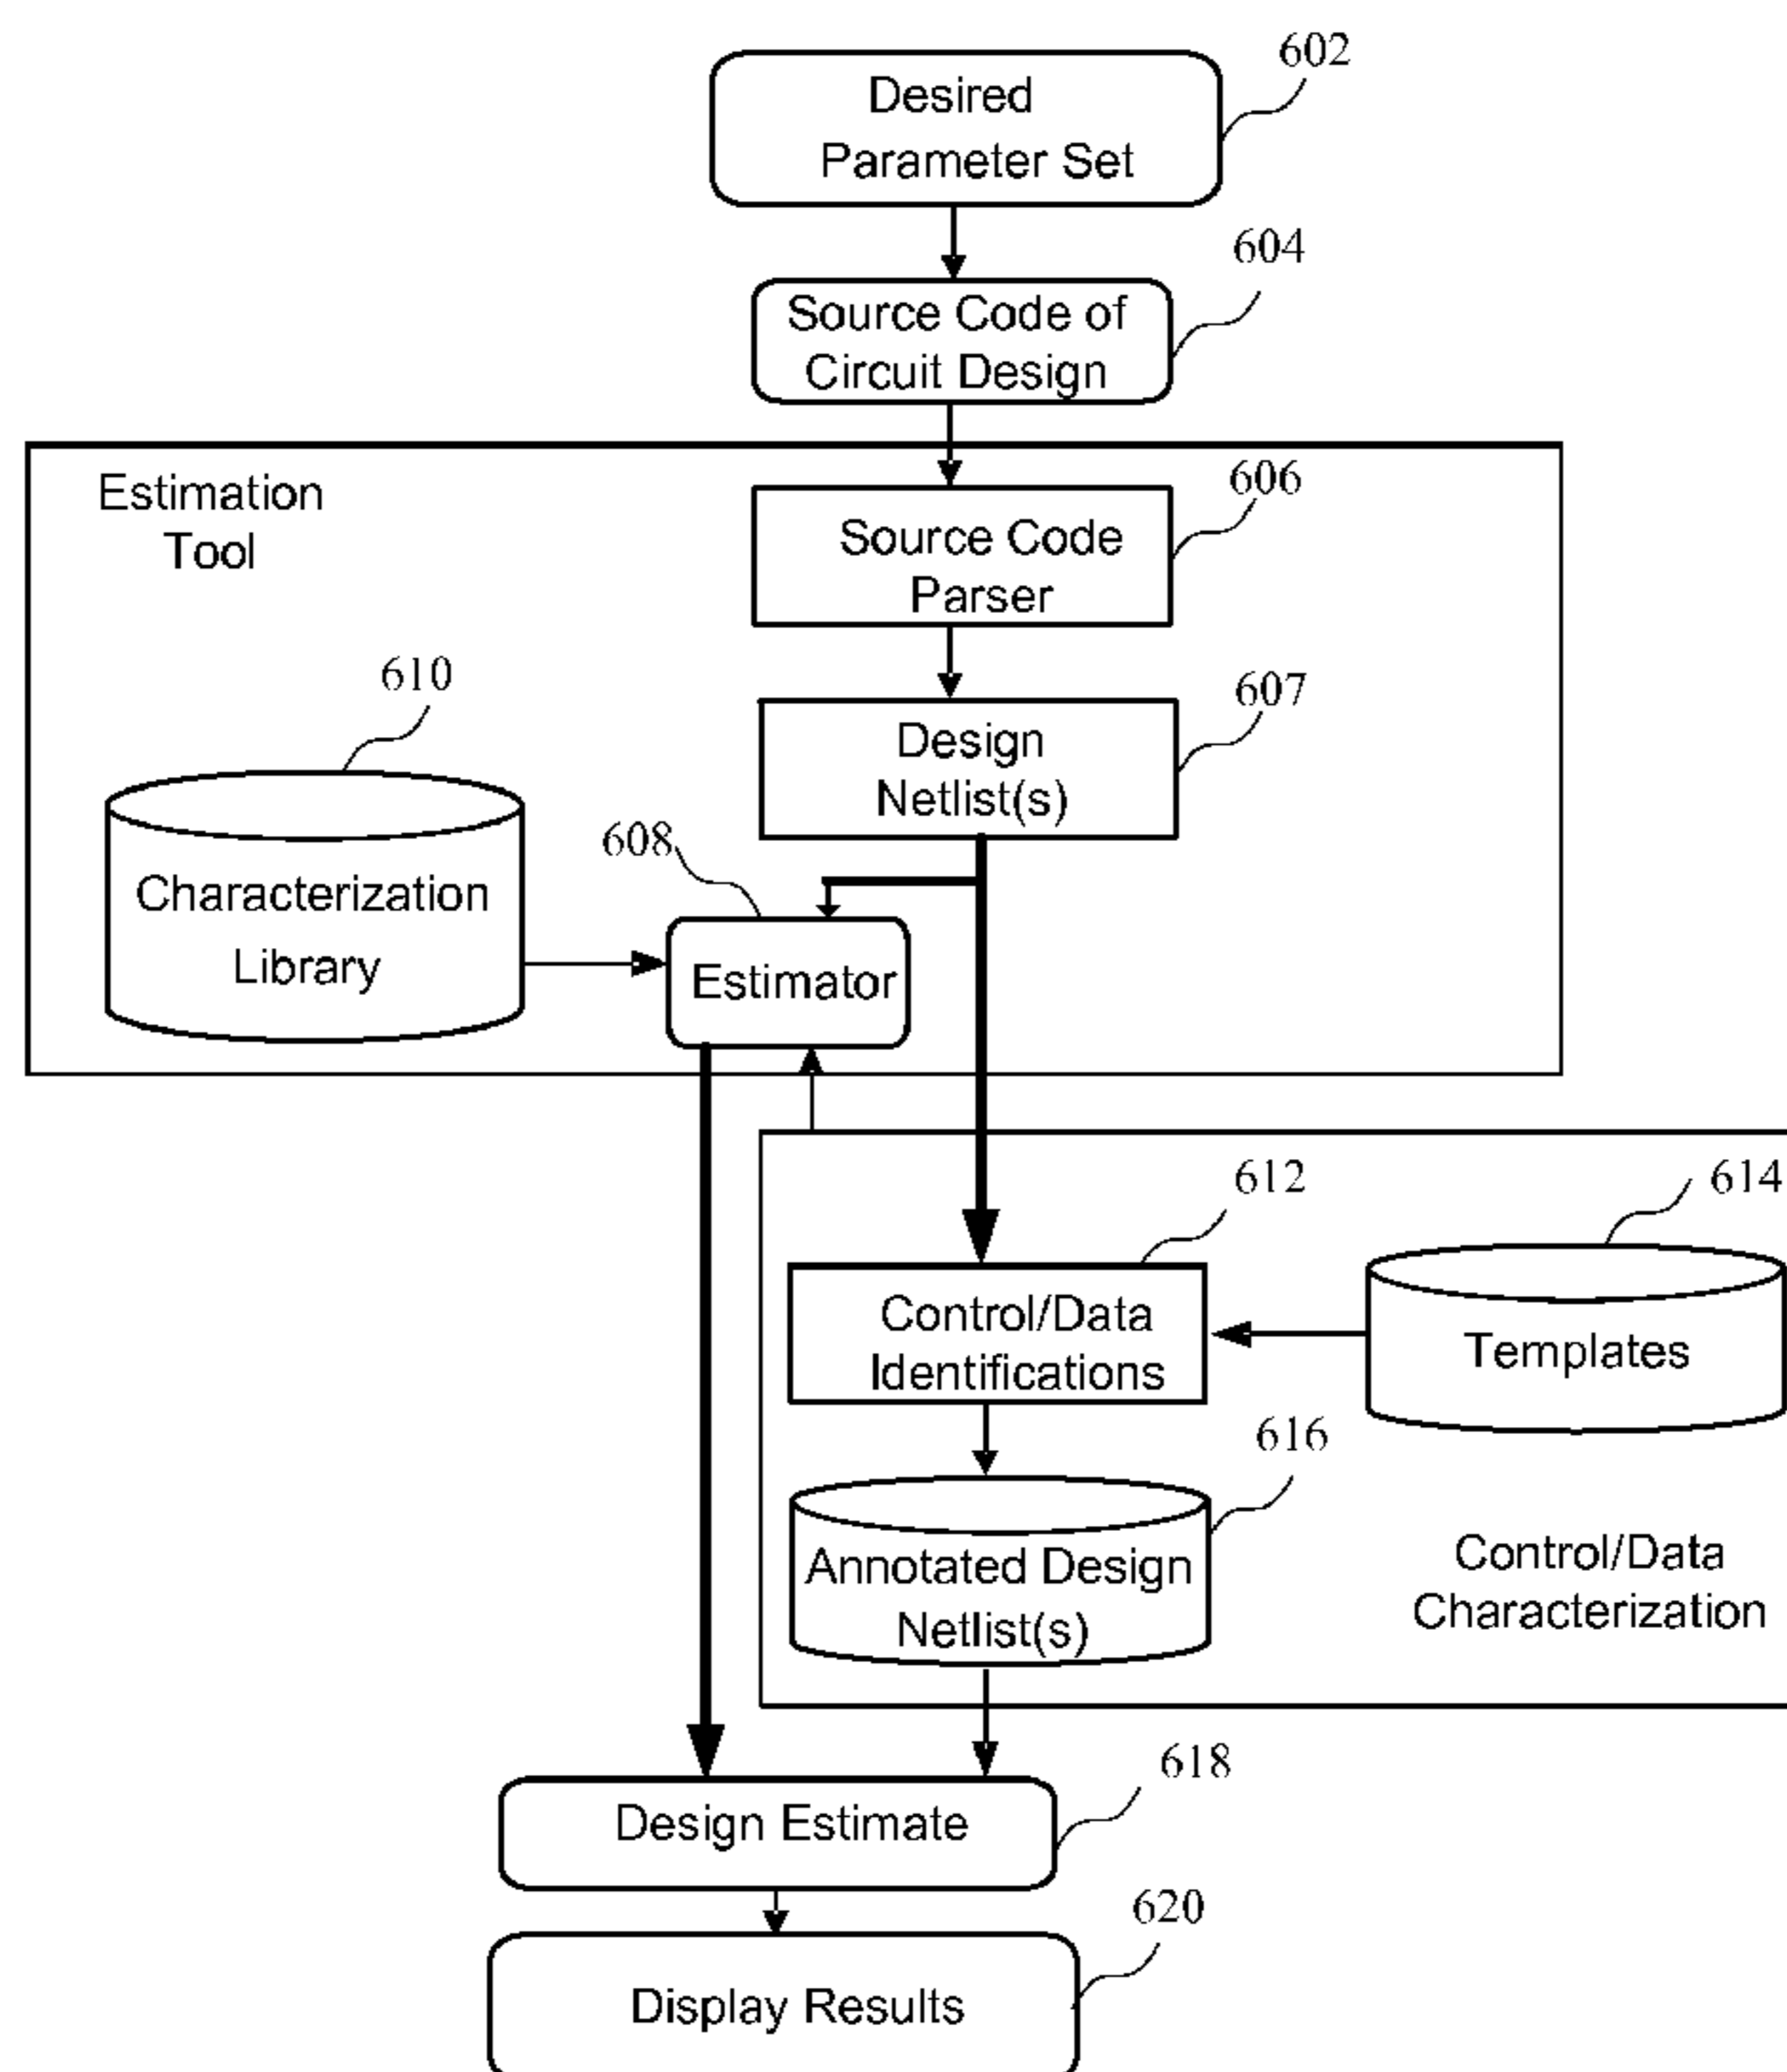 602
Desired
Parameter Set
604
Source Code of
Circuit Design
Estimation
Tool
606
Source Code
Parser
610
607
Design
Netlist(s)
608
Characterization
Library
Estimator
612
614
Control/Data
Identifications
Templates
616
Annotated Design
Netlist(s)
Control/Data
Characterization
618
Design Estimate
620
Display Results